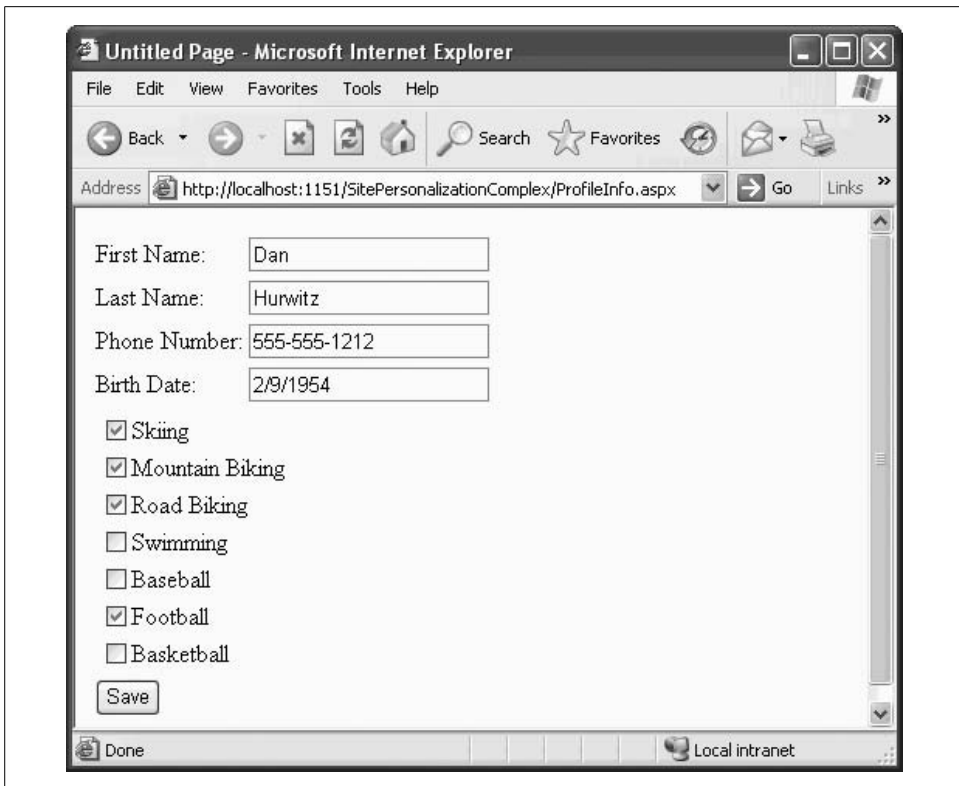 Untitled Page - Microsoft Internet Explorer
File Edit View Favorites Tools Help
Back Search Favorites »
Address http://localhost:1151/SitePersonalizationComplex/ProfileInfo.aspx Go Links »
First Name: Dan
Last Name: Hurwitz
Phone Number: 555-555-1212
Birth Date: 2/9/1954
Skiing
Mountain Biking
Road Biking
Swimming
Baseball
Football
Basketball
Save
Done Local intranet